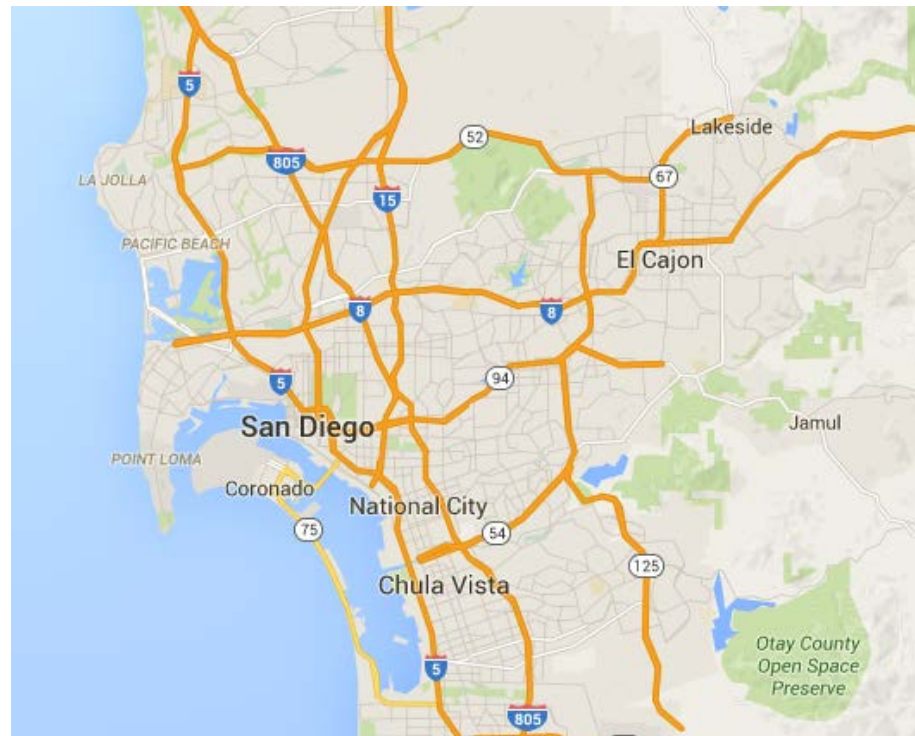 5
52
Lakeside
805
67
LA JOLLA
15
PACIFIC BEACH
El Cajon
8
8
5
94
San Diego
Jamul
POINT LOMA
Coronado
National City
75
54
125
Chula Vista
Otay County
Open Space
Preserve
5
805